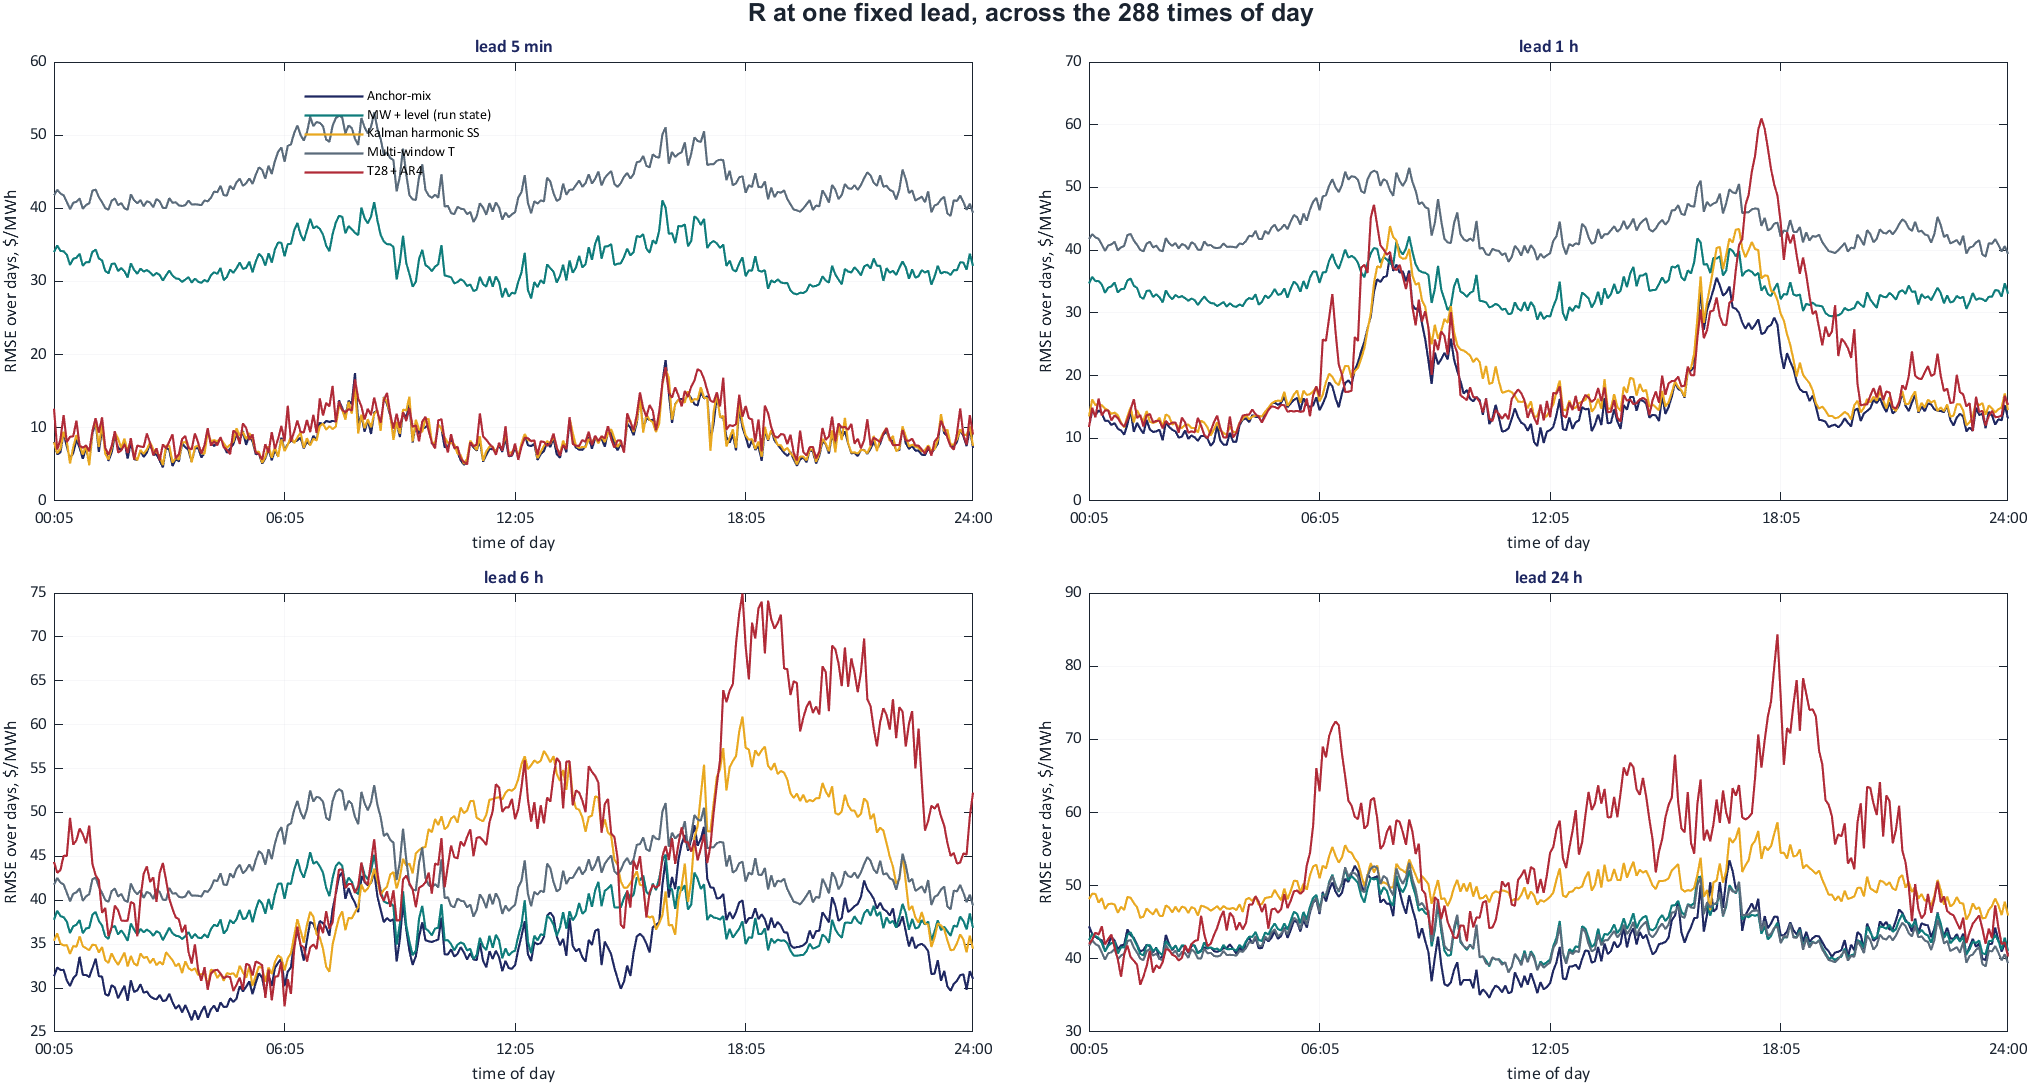 R at one fixed lead, across the 288 times of day
lead 5 min
RMSE over days, $/MWh
60
50
40
30
20
10
0
Anchor-mix
MW + level (run state)
Kalman harmonic SS
Multi-window T
T28 + AR4
00:05
06:05
12:05
18:05
24:00
time of day
lead 1 h
RMSE over days, $/MWh
70
60
50
40
30
20
10
0
00:05
06:05
12:05
18:05
24:00
time of day
lead 6 h
RMSE over days, $/MWh
75
70
65
60
55
50
45
40
35
30
25
00:05
06:05
12:05
18:05
24:00
time of day
lead 24 h
RMSE over days, $/MWh
90
80
70
60
50
40
30
00:05
06:05
12:05
18:05
24:00
time of day